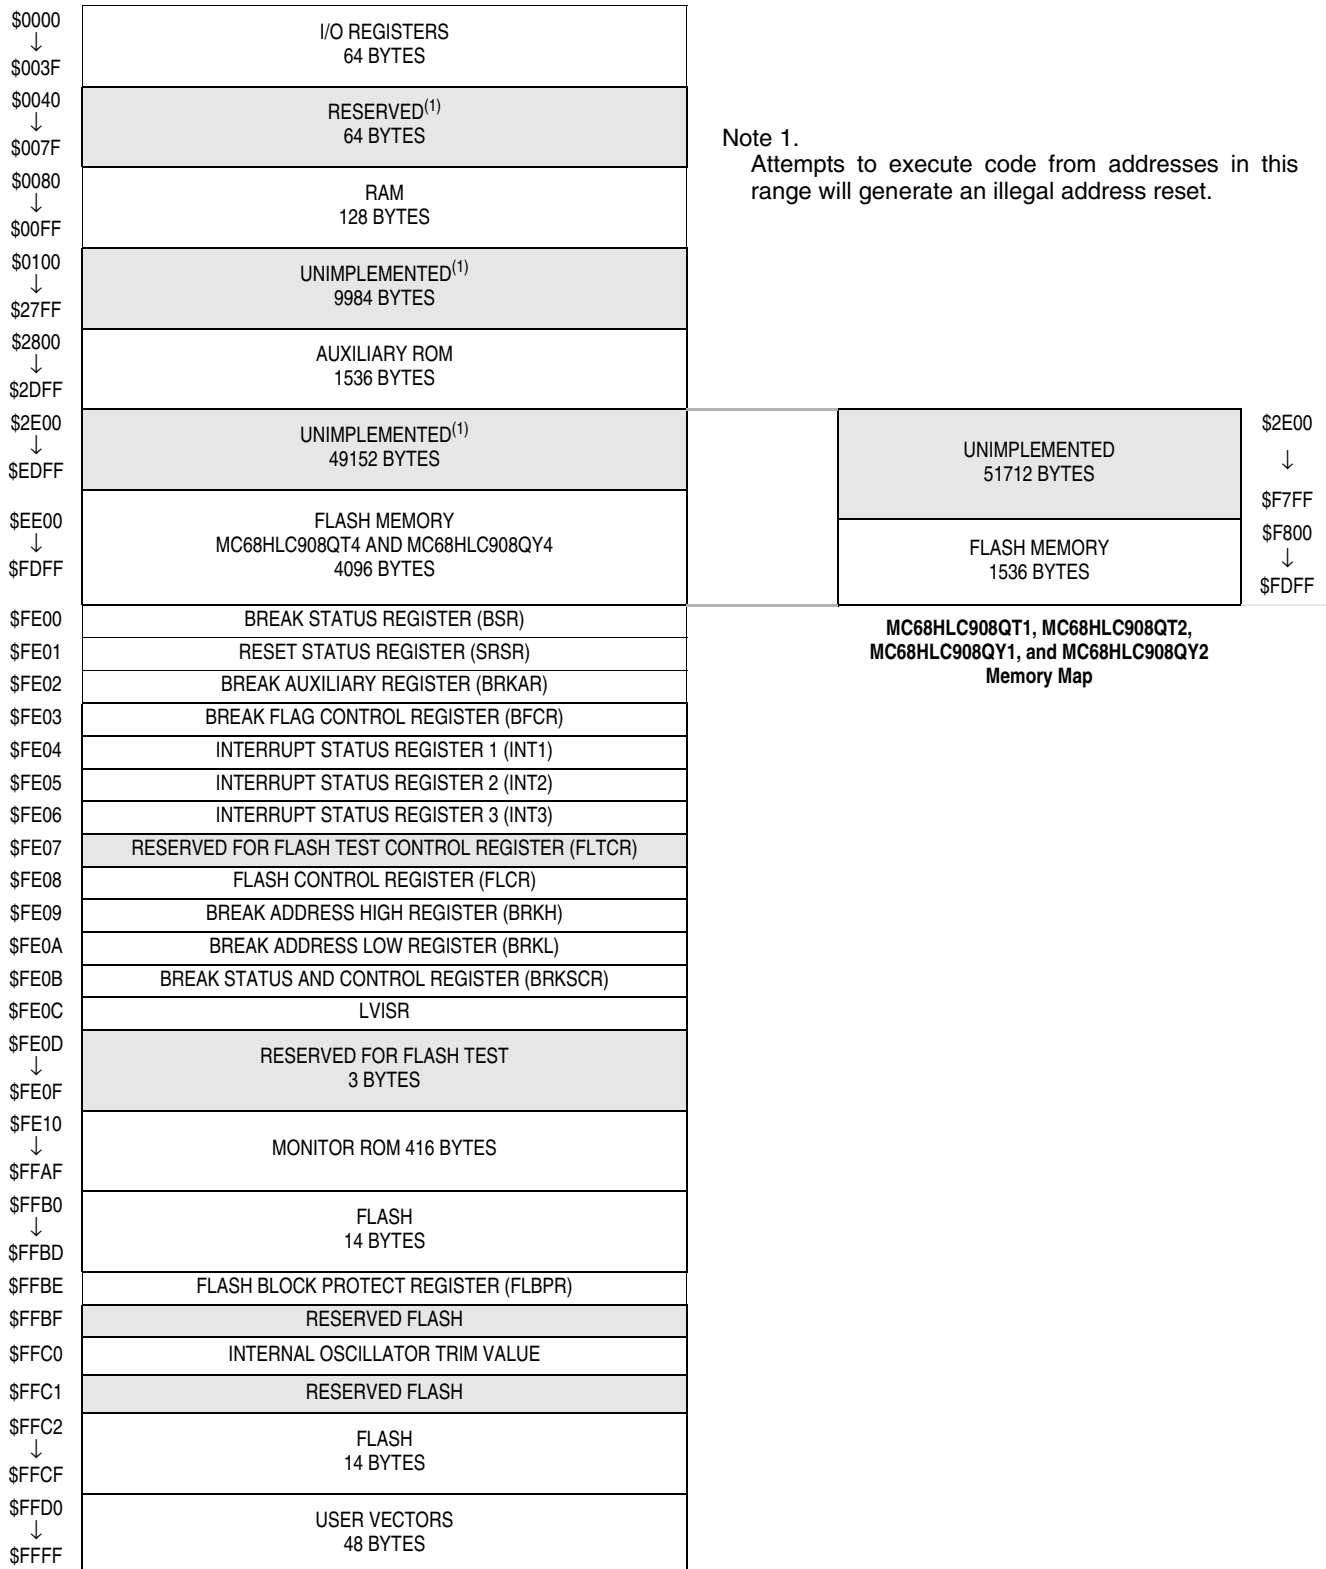 $0000
↓
$003F
I/O REGISTERS
64 BYTES
$0040
↓
$007F
RESERVED(1)
64 BYTES
Note 1.
Attempts to execute code from addresses in this
range will generate an illegal address reset.
$0080
↓
$00FF
RAM
128 BYTES
$0100
↓
$27FF
UNIMPLEMENTED(1)
9984 BYTES
$2800
↓
$2DFF
AUXILIARY ROM
1536 BYTES
$2E00
↓
$EDFF
UNIMPLEMENTED(1)
49152 BYTES
UNIMPLEMENTED
51712 BYTES
$2E00
↓
$F7FF
$EE00
↓
$FDFF
FLASH MEMORY
MC68HLC908QT4 AND MC68HLC908QY4
4096 BYTES
FLASH MEMORY
1536 BYTES
$F800
↓
$FDFF
MC68HLC908QT1, MC68HLC908QT2,
MC68HLC908QY1, and MC68HLC908QY2
Memory Map
$FE00 BREAK STATUS REGISTER (BSR)
$FE01 RESET STATUS REGISTER (SRSR)
$FE02 BREAK AUXILIARY REGISTER (BRKAR)
$FE03 BREAK FLAG CONTROL REGISTER (BFCR)
$FE04 INTERRUPT STATUS REGISTER 1 (INT1)
$FE05 INTERRUPT STATUS REGISTER 2 (INT2)
$FE06 INTERRUPT STATUS REGISTER 3 (INT3)
$FE07 RESERVED FOR FLASH TEST CONTROL REGISTER (FLTCR)
$FE08 FLASH CONTROL REGISTER (FLCR)
$FE09 BREAK ADDRESS HIGH REGISTER (BRKH)
$FE0A BREAK ADDRESS LOW REGISTER (BRKL)
$FE0B BREAK STATUS AND CONTROL REGISTER (BRKSCR)
$FE0C LVISR
$FE0D
↓
$FE0F
RESERVED FOR FLASH TEST
3 BYTES
$FE10
↓
$FFAF
MONITOR ROM 416 BYTES
$FFB0
↓
$FFBD
FLASH
14 BYTES
$FFBE FLASH BLOCK PROTECT REGISTER (FLBPR)
$FFBF RESERVED FLASH
$FFC0 INTERNAL OSCILLATOR TRIM VALUE
$FFC1 RESERVED FLASH
$FFC2
↓
$FFCF
FLASH
14 BYTES
$FFD0
↓
$FFFF
USER VECTORS
48 BYTES